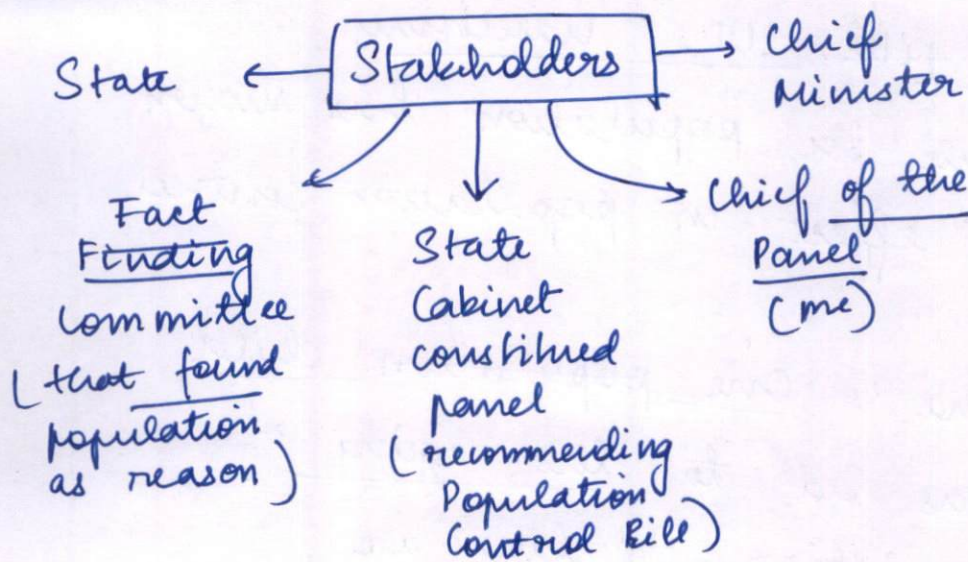 Stakeholders
State
Chief
Minister
Fact
Finding
Committee
(that found
population
as reason)
State
Cabinet
constitued
panel
(recommending
Population
Control Bill)
Chief of the
Panel
(me)